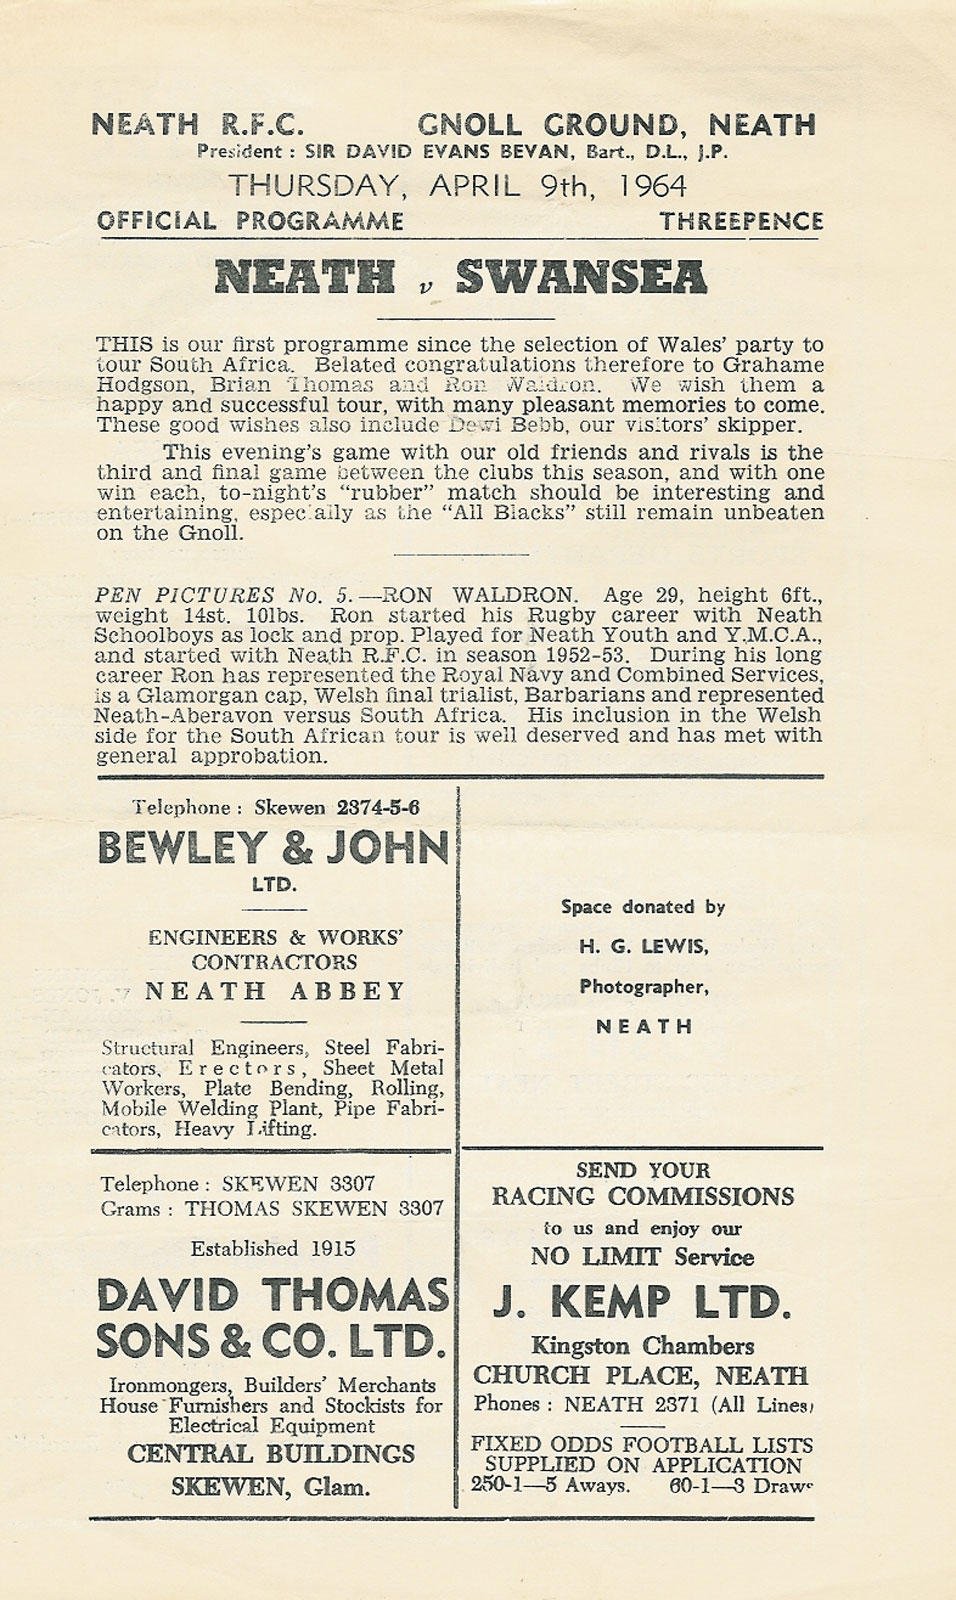 NEATH R.F.C. GNOLL GROUND, NEATH
President : SIR DAVID EVANS BEVAN, Bart., D.L., J.P.
THURSDAY, APRIL 9th, 1964
OFFICIAL PROGRAMME THREEPENCE
NEATH v SWANSEA
THIS is our first programme since the selection of Wales' party to
tour South Africa. Belated congratulations therefore to Grahame
Hodgson, Brian Thomas and Ron Waldron. We wish them a
happy and successful tour, with many pleasant memories to come.
These good wishes also include Dewi Bebb, our visitors' skipper.
This evening's game with our old friends and rivals is the
third and final game between the clubs this season, and with one
win each, to-night's "rubber" match should be interesting and
entertaining, especially as the "All Blacks" still remain unbeaten
on the Gnoll.
PEN PICTURES No. 5.—RON WALDRON. Age 29, height 6ft.,
weight 14st. 10lbs. Ron started his Rugby career with Neath
Schoolboys as lock and prop. Played for Neath Youth and Y.M.C.A.,
and started with Neath R.F.C. in season 1952-53. During his long
career Ron has represented the Royal Navy and Combined Services,
is a Glamorgan cap, Welsh final trialist, Barbarians and represented
Neath-Aberavon versus South Africa. His inclusion in the Welsh
side for the South African tour is well deserved and has met with
general approbation.
Telephone : Skewen 2374-5-6
BEWLEY & JOHN
LTD.
ENGINEERS & WORKS'
CONTRACTORS
NEATH ABBEY
Structural Engineers, Steel Fabri-
cators, Erectors, Sheet Metal
Workers, Plate Bending, Rolling,
Mobile Welding Plant, Pipe Fabri-
cators, Heavy Lifting.
Space donated by
H. G. LEWIS,
Photographer,
NEATH
Telephone : SKEWEN 3307
Grams : THOMAS SKEWEN 3307
Established 1915
DAVID THOMAS
SONS & CO. LTD.
Ironmongers, Builders' Merchants
House Furnishers and Stockists for
Electrical Equipment
CENTRAL BUILDINGS
SKEWEN, Glam.
SEND YOUR
RACING COMMISSIONS
to us and enjoy our
NO LIMIT Service
J. KEMP LTD.
Kingston Chambers
CHURCH PLACE, NEATH
Phones : NEATH 2371 (All Lines)
FIXED ODDS FOOTBALL LISTS
SUPPLIED ON APPLICATION
250-1—5 Aways. 60-1—3 Draws